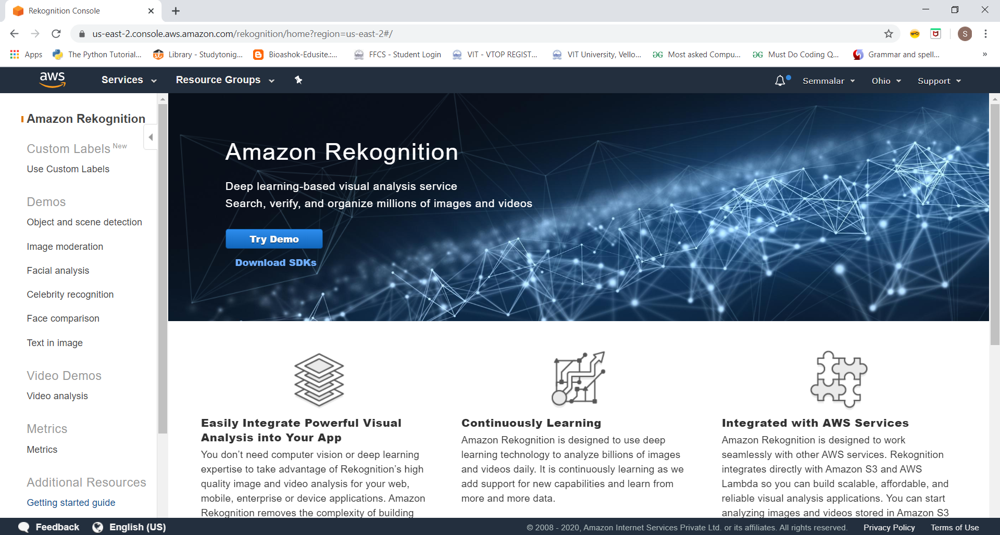 Rekognition Console
us-east-2.console.aws.amazon.com/rekognition/home?region=us-east-2#/
S
Apps
The Python Tutorial...
Library - Studytonig...
Bioashok-Edusite:...
FFCS - Student Login
VIT - VTOP REGIST...
VIT University, Vello...
Most asked Compu...
Must Do Coding Q...
Grammar and spell...
»
aws
Services
Resource Groups
Semmalar
Ohio
Support
Amazon Rekognition
Custom Labels New
Use Custom Labels
Demos
Object and scene detection
Image moderation
Facial analysis
Celebrity recognition
Face comparison
Text in image
Video Demos
Video analysis
Metrics
Metrics
Additional Resources
Getting started guide
Amazon Rekognition
Deep learning-based visual analysis service
Search, verify, and organize millions of images and videos
Try Demo
Download SDKs
Easily Integrate Powerful Visual
Analysis into Your App
You don’t need computer vision or deep learning
expertise to take advantage of Rekognition’s high
quality image and video analysis for your web,
mobile, enterprise or device applications. Amazon
Rekognition removes the complexity of building
Continuously Learning
Amazon Rekognition is designed to use deep
learning technology to analyze billions of images
and videos daily. It is continuously learning as we
add support for new capabilities and learn from
more and more data.
Integrated with AWS Services
Amazon Rekognition is designed to work
seamlessly with other AWS services. Rekognition
integrates directly with Amazon S3 and AWS
Lambda so you can build scalable, affordable, and
reliable visual analysis applications. You can start
analyzing images and videos stored in Amazon S3
Feedback
English (US)
© 2008 - 2020, Amazon Internet Services Private Ltd. or its affiliates. All rights reserved.
Privacy Policy
Terms of Use